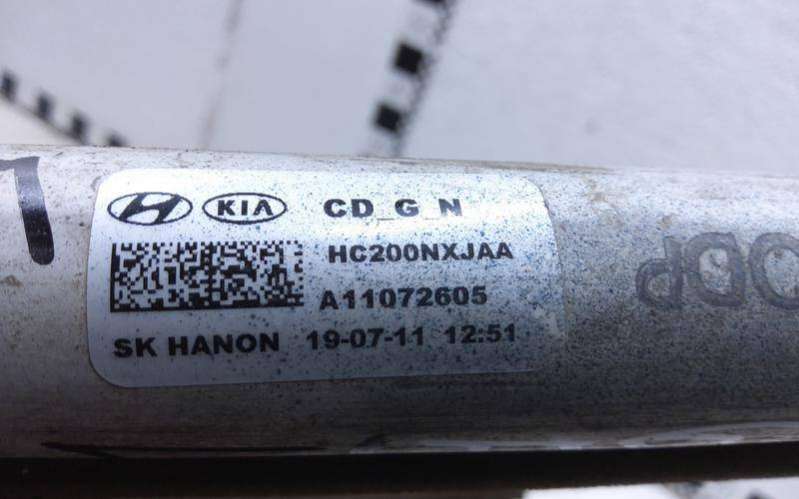 KIA CD_G_N
HC200NXJAA
A11072605
SK HANON 19-07-11 12:51